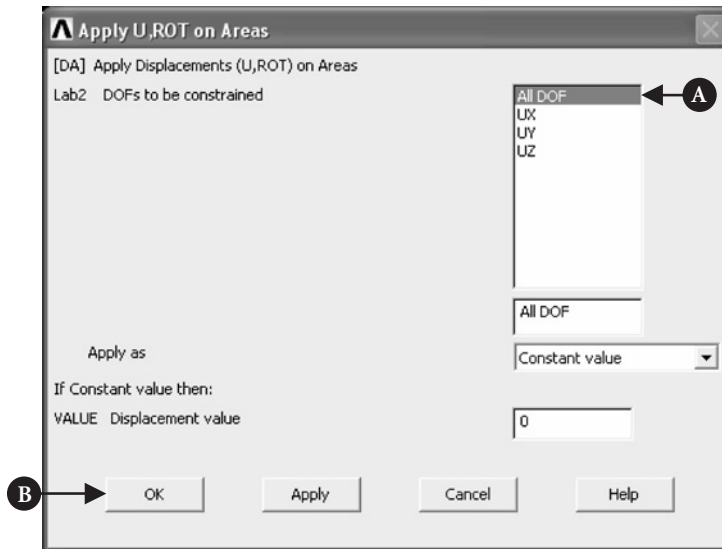 Apply U,ROT on Areas
[DA] Apply Displacements (U,ROT) on Areas
Lab2 DOFs to be constrained
All DOF
A
UX
UY
UZ
All DOF
Apply as
Constant value
If Constant value then:
VALUE Displacement value
0
B
OK
Apply
Cancel
Help